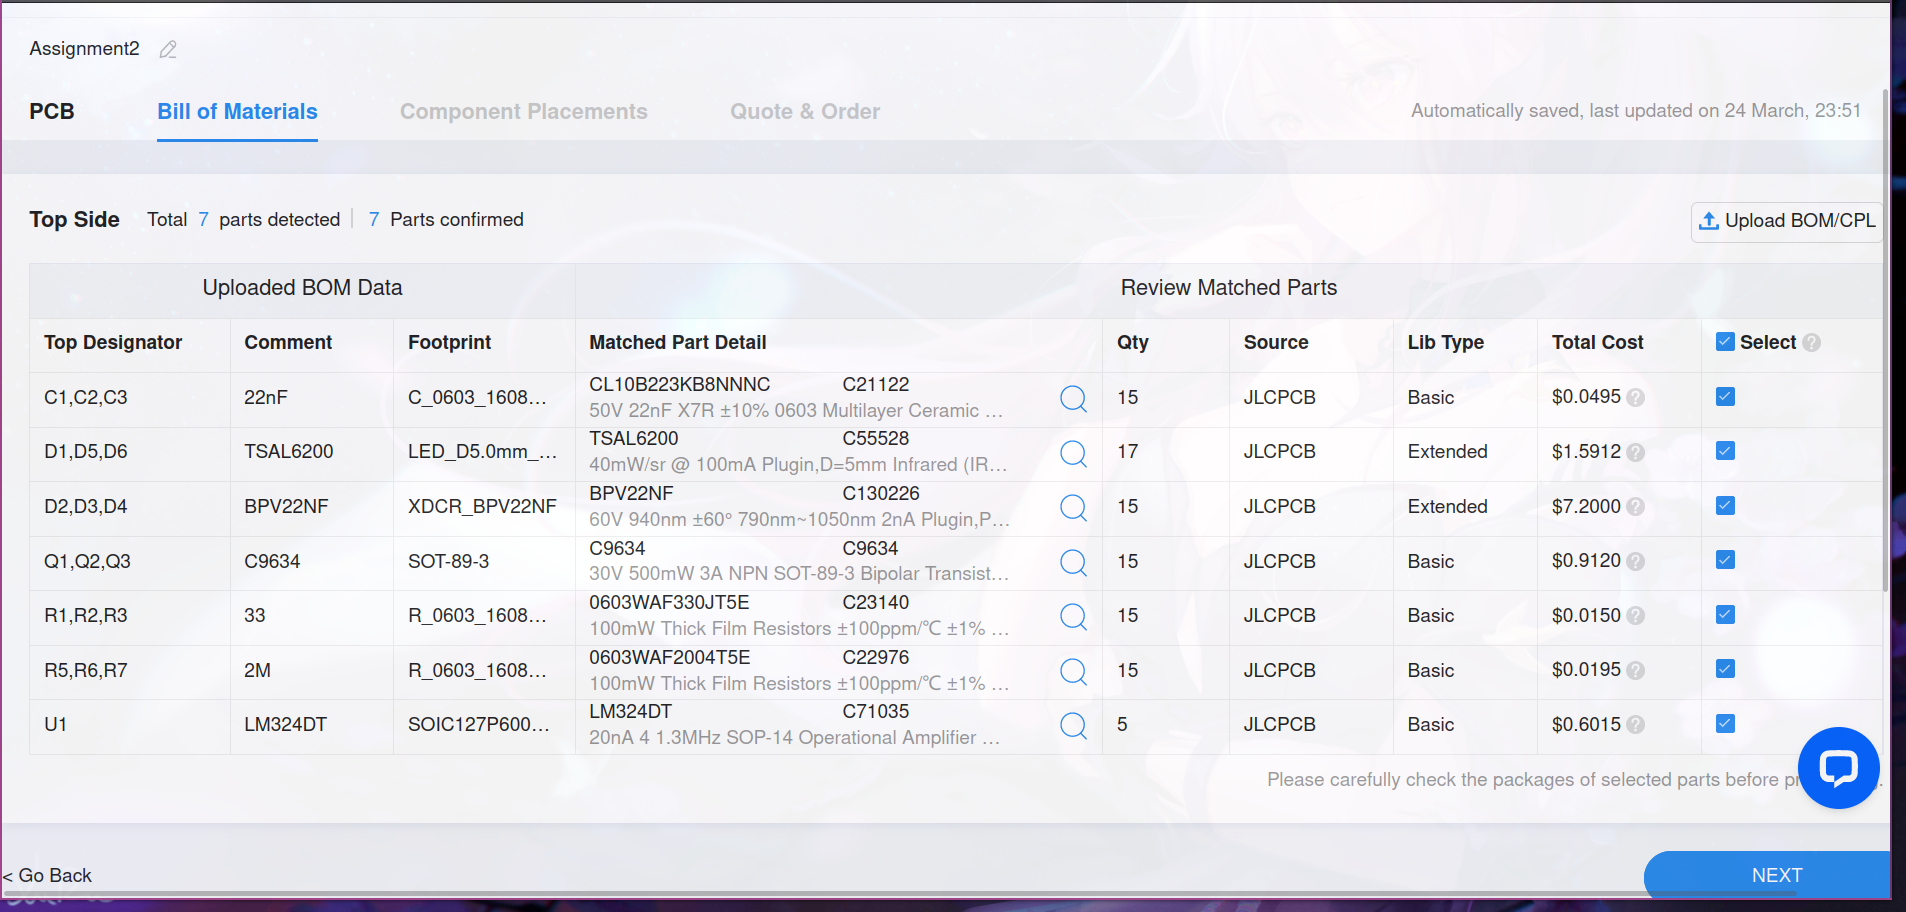 Assignment2
PCB Bill of Materials Component Placements Quote & Order Automatically saved, last updated on 24 March, 23:51
Top Side Total 7 parts detected 7 Parts confirmed Upload BOM/CPL
Uploaded BOM Data Review Matched Parts
Top Designator Comment Footprint Matched Part Detail Qty Source Lib Type Total Cost Select ?
C1,C2,C3 22nF C_0603_1608... CL10B223KB8NNNC C21122 15 JLCPCB Basic $0.0495 ?
50V 22nF X7R ±10% 0603 Multilayer Ceramic ...
D1,D5,D6 TSAL6200 LED_D5.0mm_... TSAL6200 C55528 17 JLCPCB Extended $1.5912 ?
40mW/sr @ 100mA Plugin,D=5mm Infrared (IR...
D2,D3,D4 BPV22NF XDCR_BPV22NF BPV22NF C130226 15 JLCPCB Extended $7.2000 ?
60V 940nm ±60° 790nm~1050nm 2nA Plugin,P...
Q1,Q2,Q3 C9634 SOT-89-3 C9634 C9634 15 JLCPCB Basic $0.9120 ?
30V 500mW 3A NPN SOT-89-3 Bipolar Transist...
R1,R2,R3 33 R_0603_1608... 0603WAF330JT5E C23140 15 JLCPCB Basic $0.0150 ?
100mW Thick Film Resistors ±100ppm/℃ ±1% ...
R5,R6,R7 2M R_0603_1608... 0603WAF2004T5E C22976 15 JLCPCB Basic $0.0195 ?
100mW Thick Film Resistors ±100ppm/℃ ±1% ...
U1 LM324DT SOIC127P600... LM324DT C71035 5 JLCPCB Basic $0.6015 ?
20nA 4 1.3MHz SOP-14 Operational Amplifier ...
Please carefully check the packages of selected parts before
< Go Back NEXT